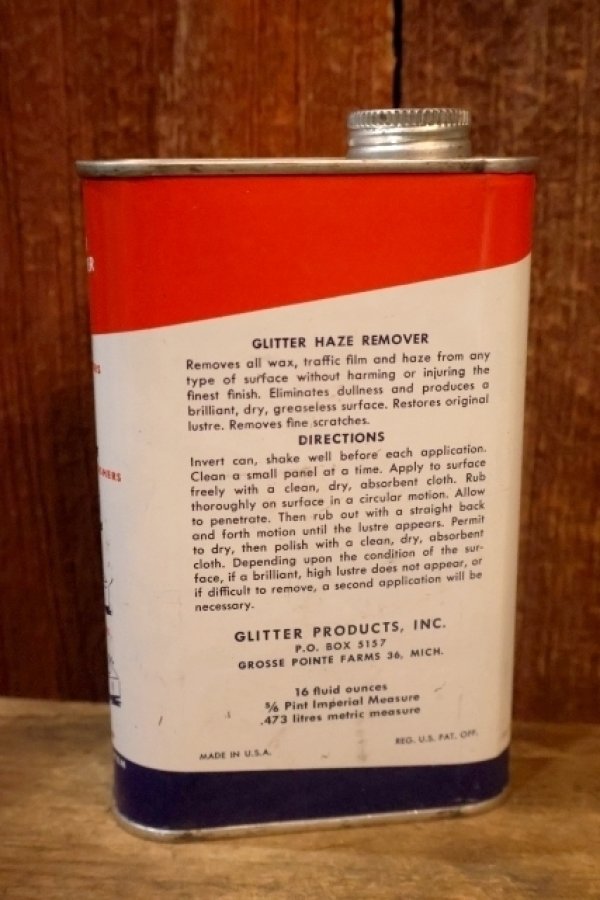 GLITTER HAZE REMOVER
Removes all wax, traffic film and haze from any
type of surface without harming or injuring the
finest finish. Eliminates dullness and produces a
brilliant, dry, greaseless surface. Restores original
lustre. Removes fine scratches.
DIRECTIONS
Invert can, shake well before each application.
Clean a small panel at a time. Apply to surface
freely with a clean, dry, absorbent cloth. Rub
thoroughly on surface in a circular motion. Allow
to penetrate. Then rub out with a straight back
and forth motion until the lustre appears. Permit
to dry, then polish with a clean, dry, absorbent
cloth. Depending upon the condition of the sur-
face, if a brilliant, high lustre does not appear, or
if difficult to remove, a second application will be
necessary.
GLITTER PRODUCTS, INC.
P.O. BOX 5157
GROSSE POINTE FARMS 36, MICH.
16 fluid ounces
⅚ Pint Imperial Measure
.473 litres metric measure
MADE IN U.S.A.
REG. U.S. PAT. OFF.